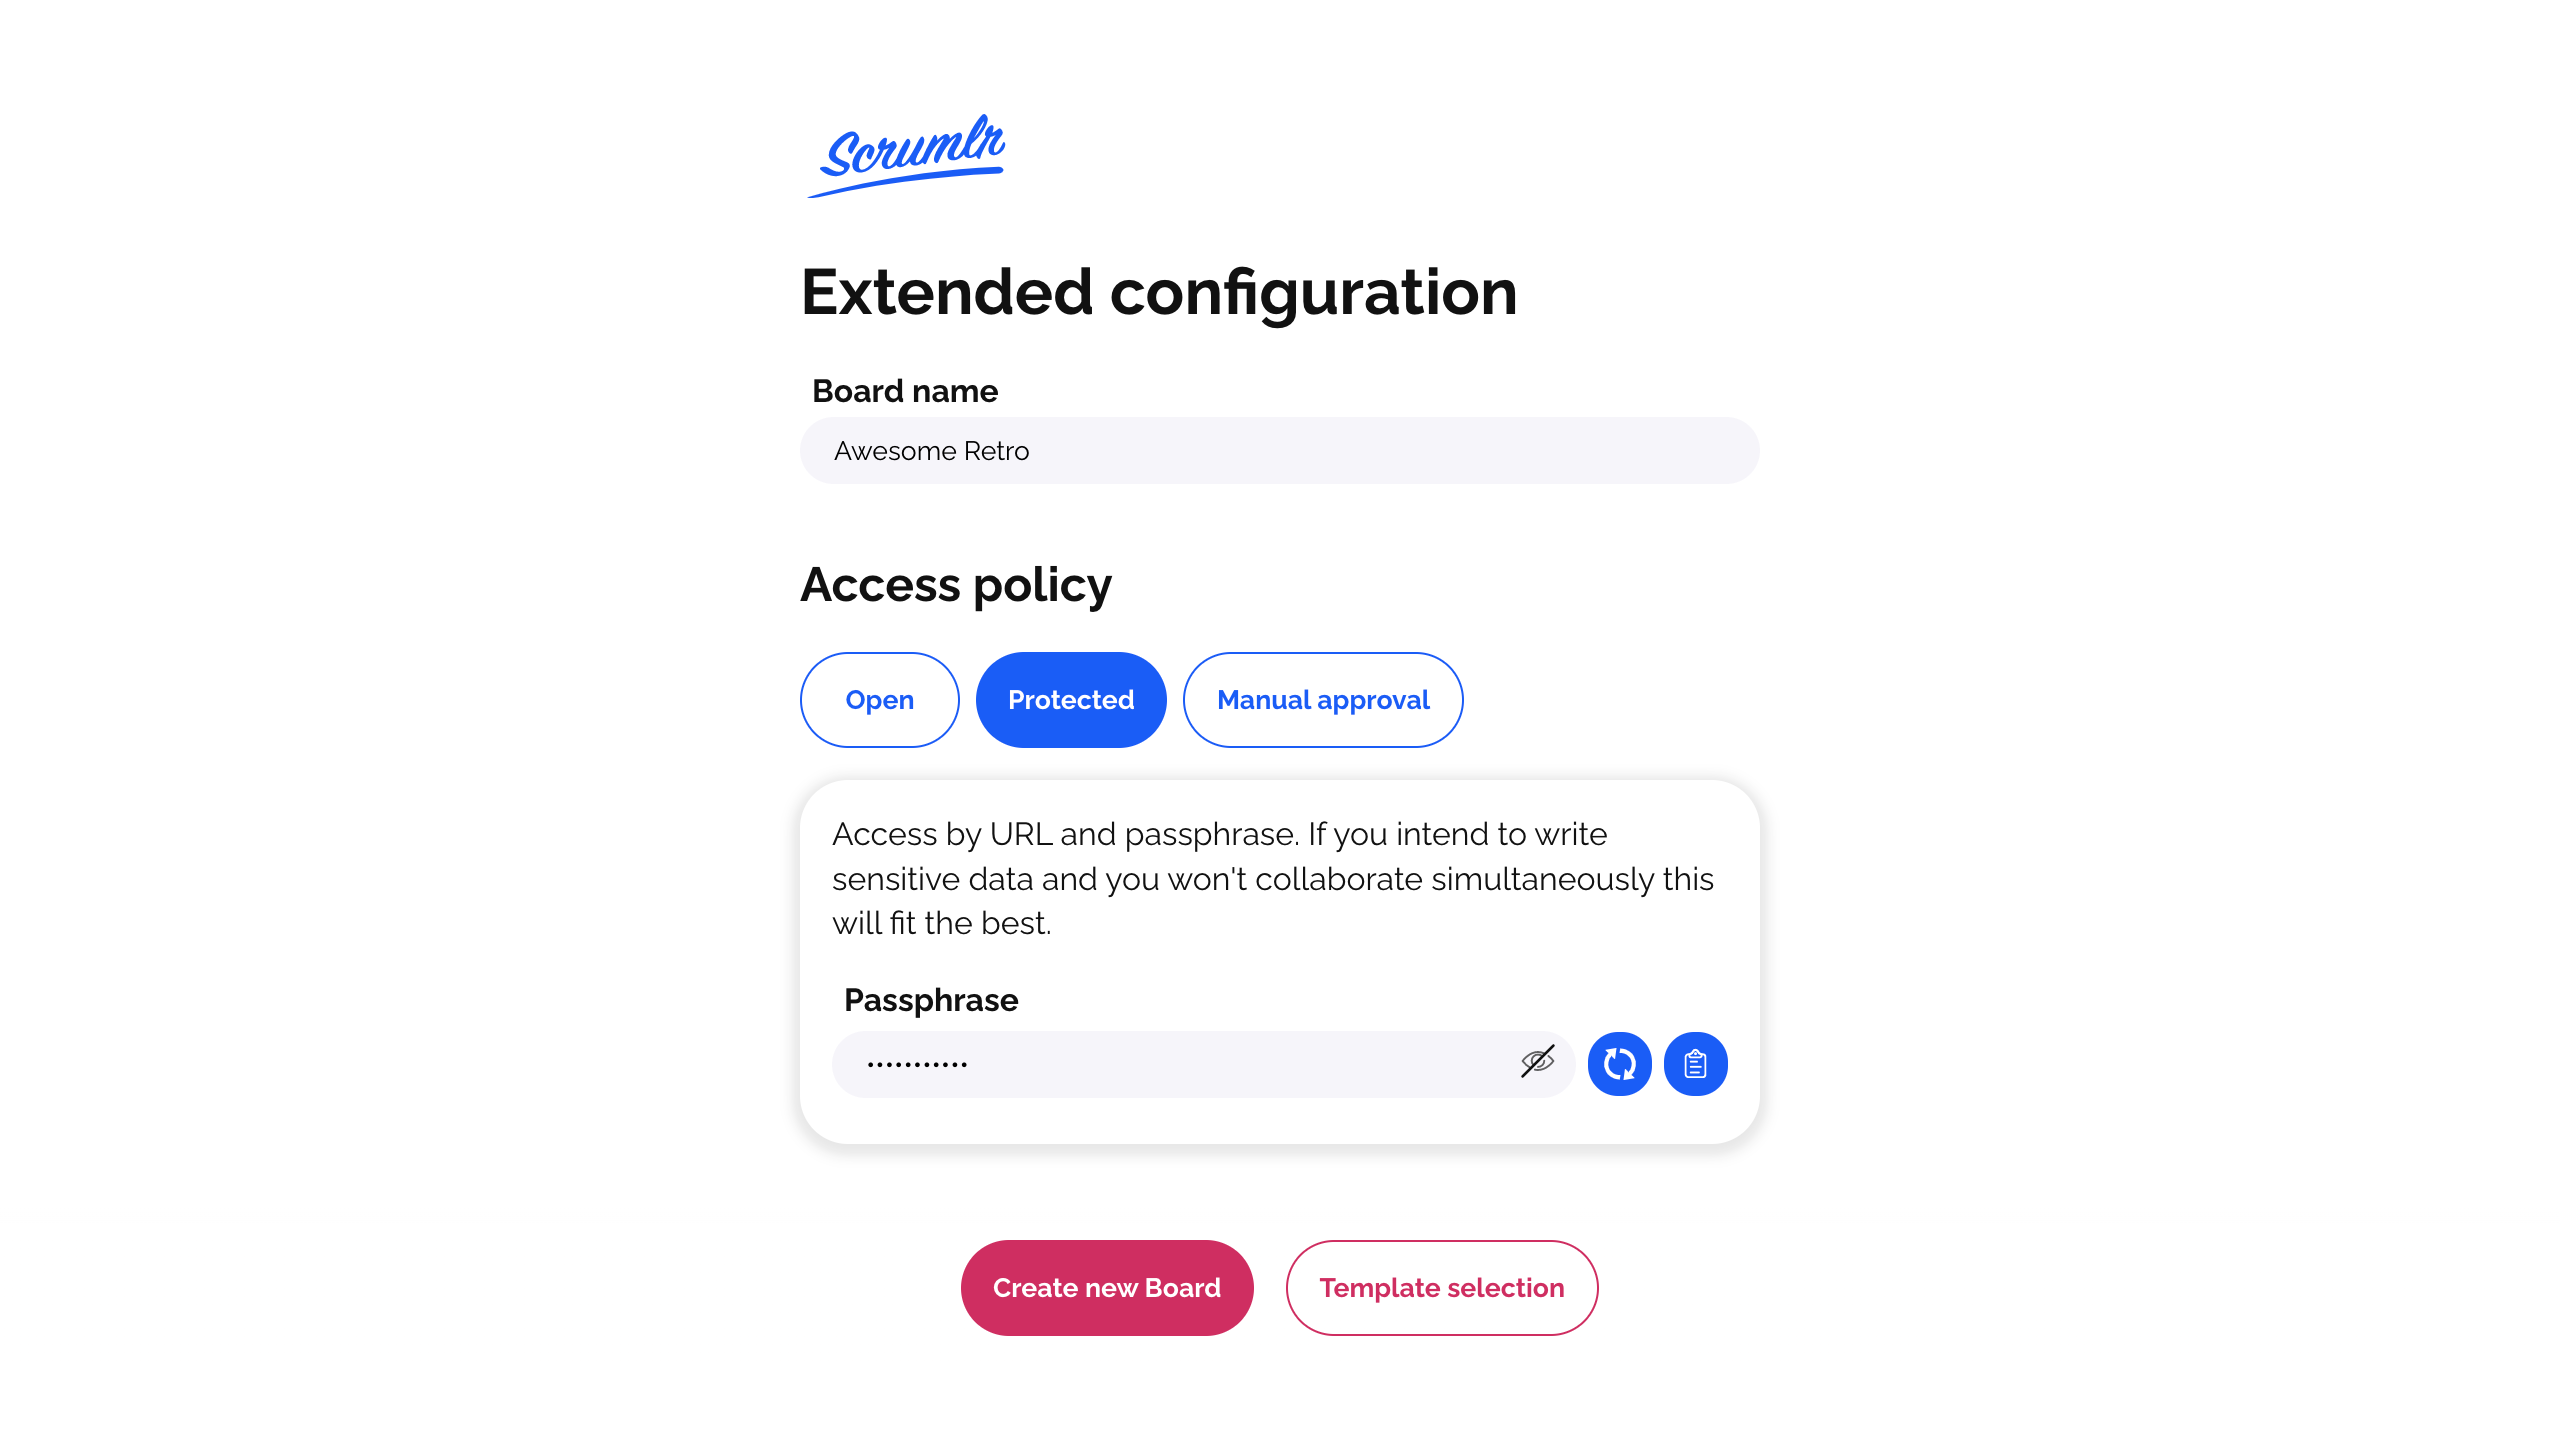 Scrumlr
Extended configuration
Board name
Awesome Retro
Access policy
Open
Protected
Manual approval
Access by URL and passphrase. If you intend to write
sensitive data and you won't collaborate simultaneously this
will fit the best.
Passphrase
•••••••••••
Create new Board
Template selection